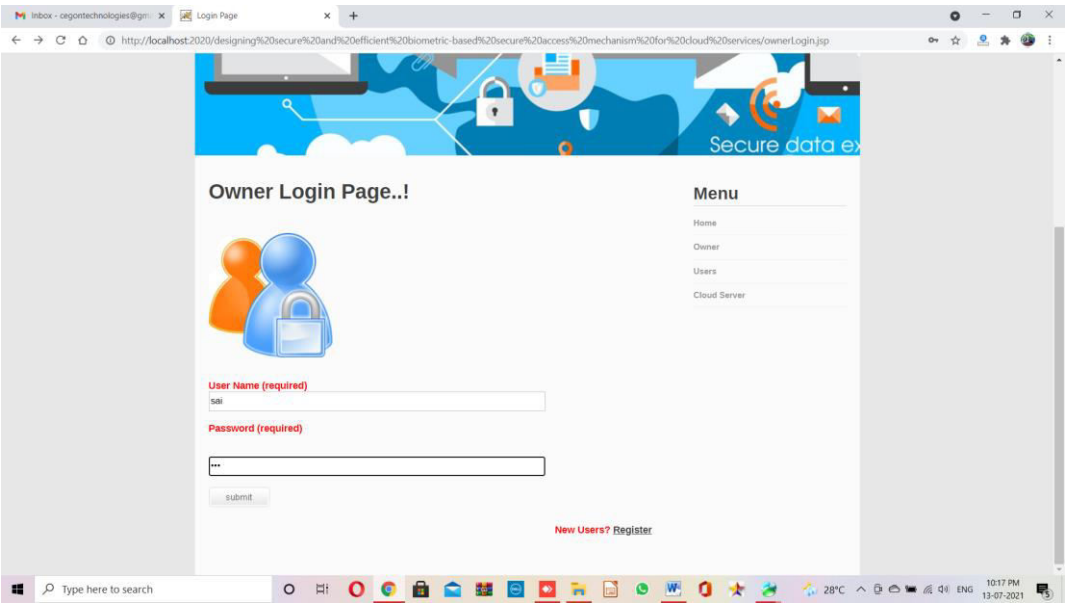 Inbox - cegontechnologies@gm
Login Page
http://localhost:2020/designing%20secure%20and%20efficient%20biometric-based%20secure%20access%20mechanism%20for%20cloud%20services/ownerLogin.jsp
Secure data ex
Owner Login Page..!
Menu
Home
Owner
Users
Cloud Server
User Name (required)
sai
Password (required)
•••
submit
New Users? Register
Type here to search
28°C
ENG
10:17 PM
13-07-2021